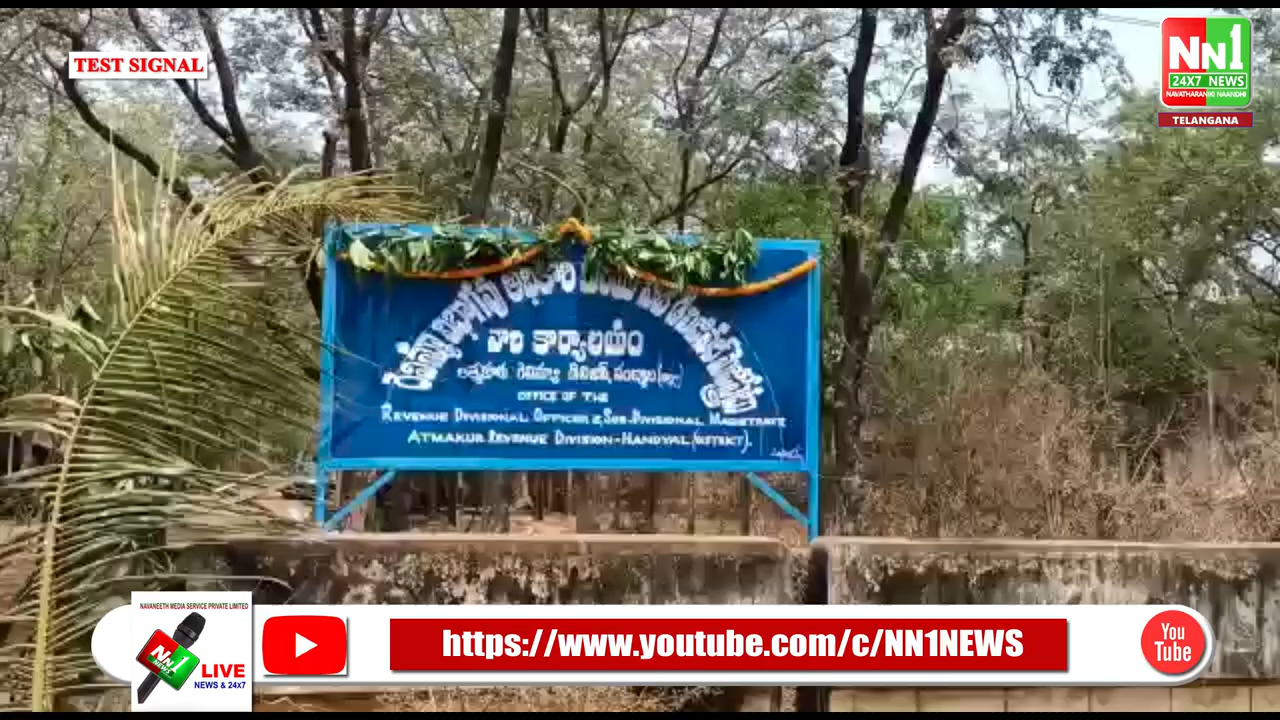 TEST SIGNAL
NN1
24X7 NEWS
NAVATHARANIKI NAANDHI
TELANGANA
వారి కార్యాలయం
OFFICE OF THE
REVENUE DIVISIONAL OFFICER & SUB-DIVISIONAL MAGISTRATE
ATMAKUR REVENUE DIVISION-NANDYAL (DISTRICT).
NAVANEETH MEDIA SERVICE PRIVATE LIMITED
NN1
NEWS
LIVE
NEWS & 24x7
https://www.youtube.com/c/NN1NEWS
You
Tube